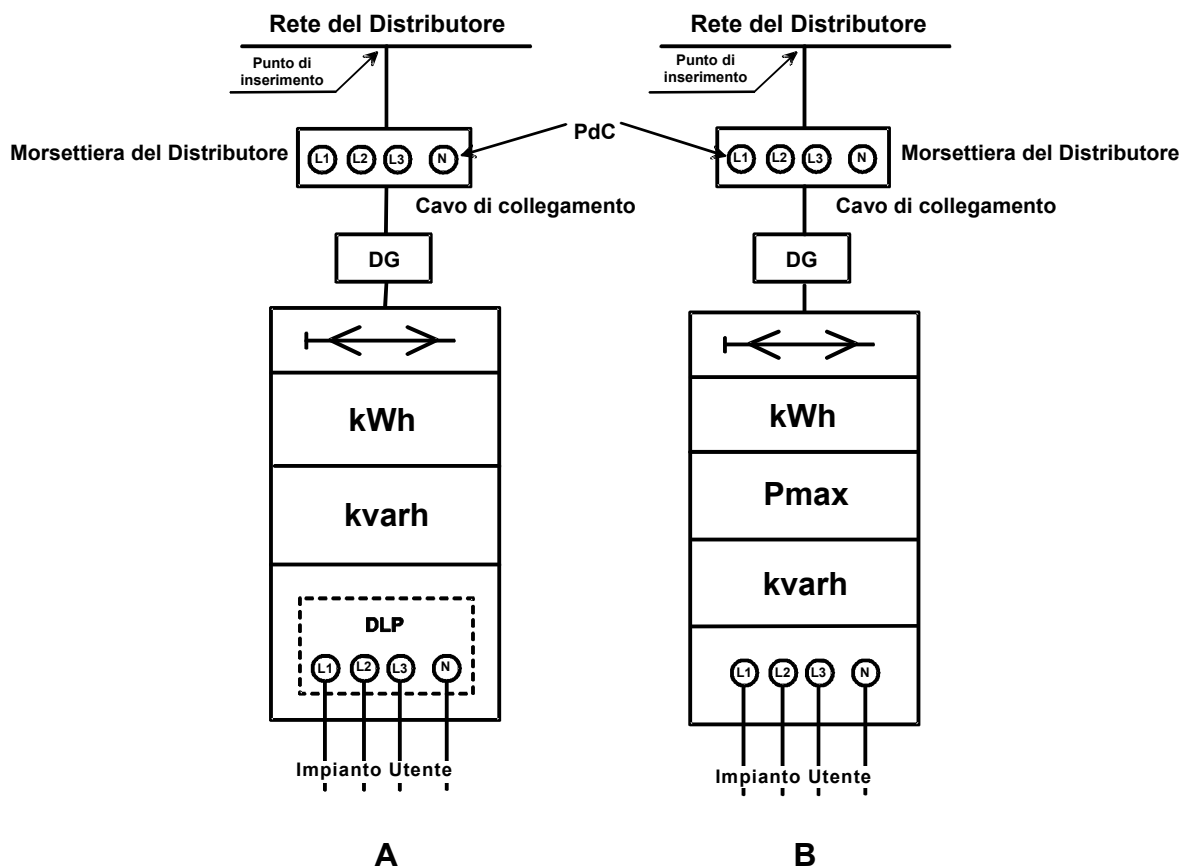 Rete del Distributore
Punto di
inserimento
Morsettiera del Distributore
L1 L2 L3 N
Cavo di collegamento
DG
kWh
kvarh
DLP
L1 L2 L3 N
Impianto Utente
A
PdC
Rete del Distributore
Punto di
inserimento
L1 L2 L3 N
Morsettiera del Distributore
Cavo di collegamento
DG
kWh
Pmax
kvarh
L1 L2 L3 N
Impianto Utente
B